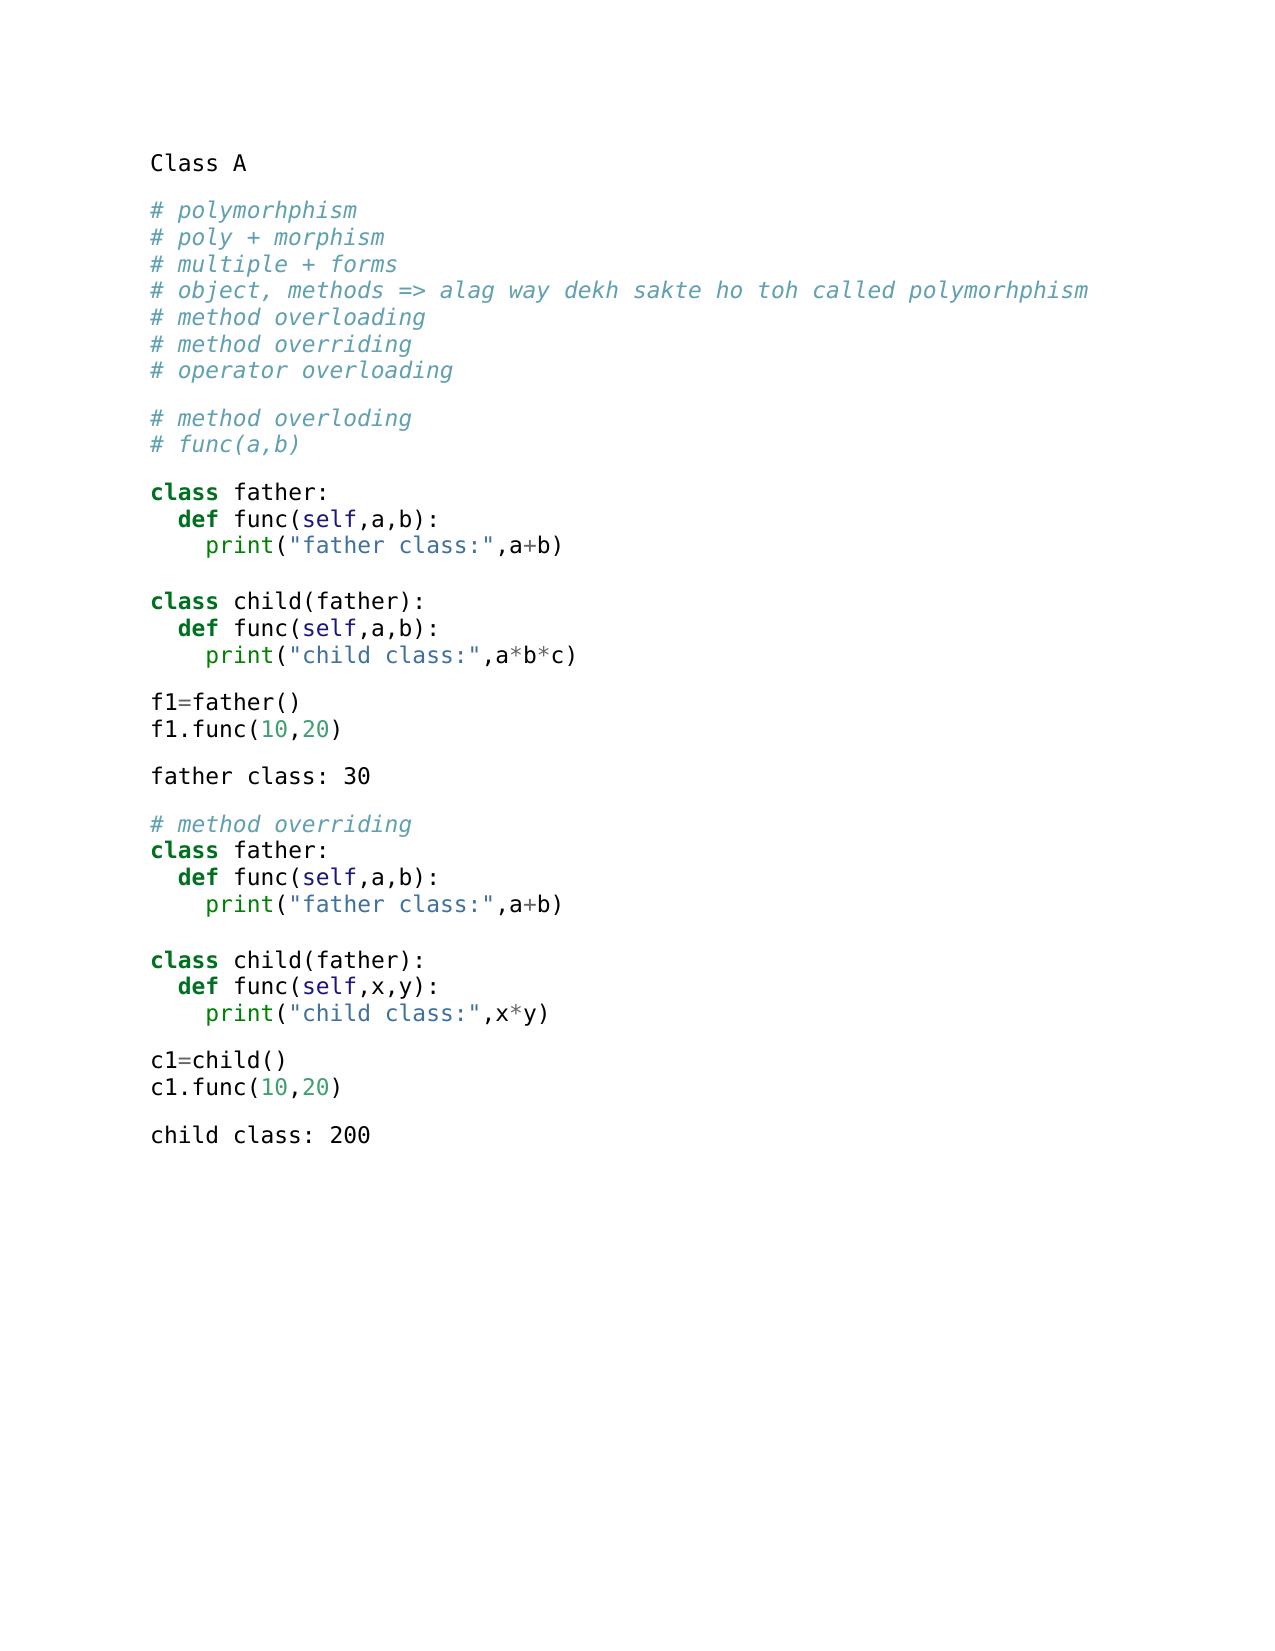 Class A
# polymorhphism
# poly + morphism
# multiple + forms
# object, methods => alag way dekh sakte ho toh called polymorhphism
# method overloading
# method overriding
# operator overloading
# method overloding
# func(a,b)
class father:
  def func(self,a,b):
    print("father class:",a+b)
class child(father):
  def func(self,a,b):
    print("child class:",a*b*c)
f1=father()
f1.func(10,20)
father class: 30
# method overriding
class father:
  def func(self,a,b):
    print("father class:",a+b)
class child(father):
  def func(self,x,y):
    print("child class:",x*y)
c1=child()
c1.func(10,20)
child class: 200